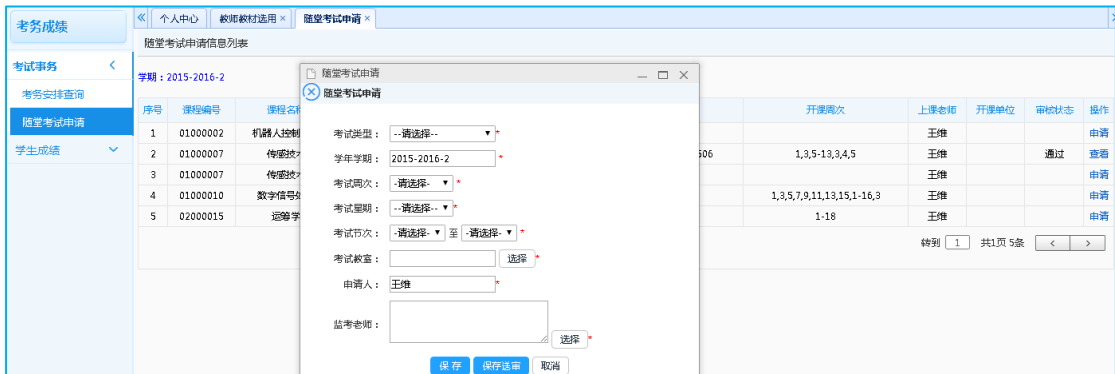 考务成绩
考试事务
考务安排查询
随堂考试申请
学生成绩
个人中心 教师教材选用 × 随堂考试申请 ×
随堂考试申请信息列表
学期：2015-2016-2
序号 课程编号 课程名称 开课周次 上课老师 开课单位 审核状态 操作
1 01000002 机器人控制 王维 申请
2 01000007 传感技术 506 1,3,5-13,3,4,5 王维 通过 查看
3 01000007 传感技术 王维 申请
4 01000010 数字信号处 1,3,5,7,9,11,13,15,1-16,3 王维 申请
5 02000015 运筹学 1-18 王维 申请
转到 1 共1页 5条 < >
随堂考试申请
随堂考试申请
考试类型： --请选择-- *
学年学期： 2015-2016-2 *
考试周次： -请选择- *
考试星期： --请选择-- *
考试节次： -请选择- 至 -请选择- *
考试教室： 选择 *
申请人： 王维 *
监考老师： 选择 *
保 存 保存送审 取消